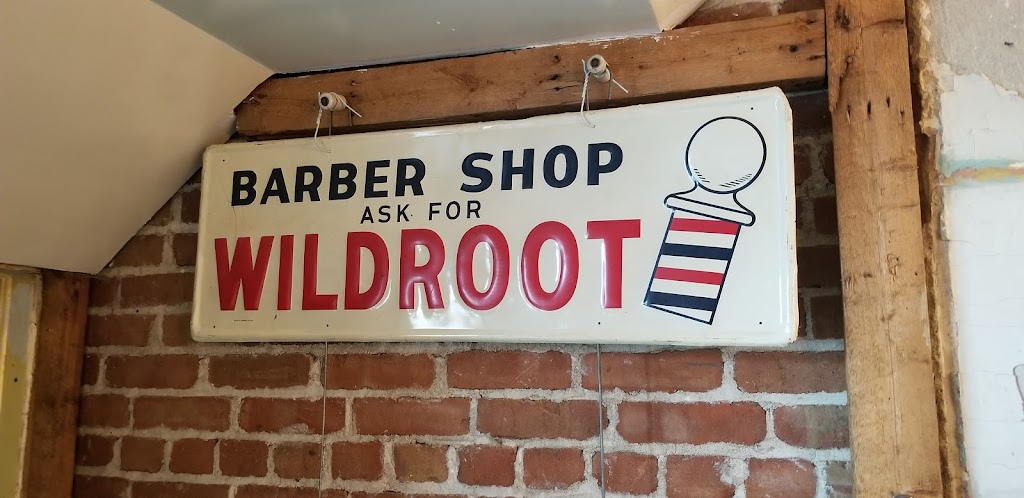 BARBER SHOP
ASK FOR
WILDROOT